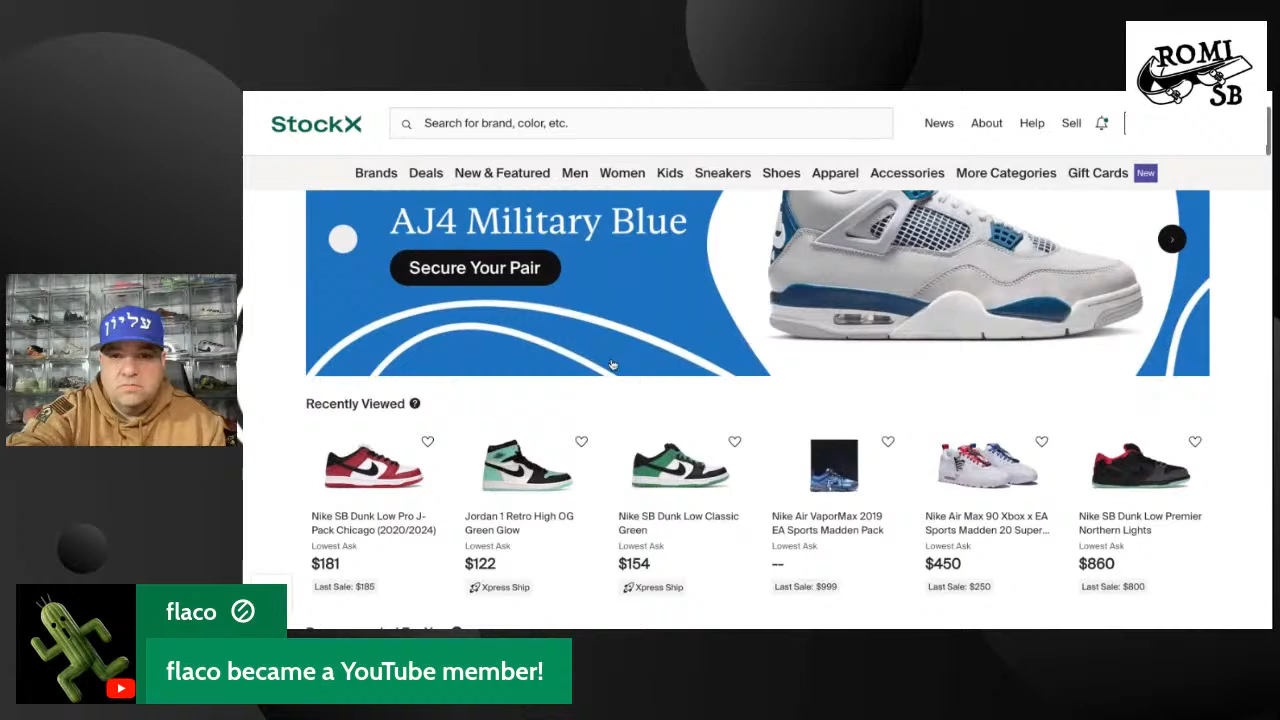 ROMI
SB
StockX
Search for brand, color, etc.
News About Help Sell
Brands Deals New & Featured Men Women Kids Sneakers Shoes Apparel Accessories More Categories Gift Cards New
AJ4 Military Blue
Secure Your Pair
עליון
Recently Viewed
Nike SB Dunk Low Pro J-
Pack Chicago (2020/2024)
Lowest Ask
$181
Last Sale: $185
Jordan 1 Retro High OG
Green Glow
Lowest Ask
$122
Xpress Ship
Nike SB Dunk Low Classic
Green
Lowest Ask
$154
Xpress Ship
Nike Air VaporMax 2019
EA Sports Madden Pack
Lowest Ask
--
Last Sale: $999
Nike Air Max 90 Xbox x EA
Sports Madden 20 Super...
Lowest Ask
$450
Last Sale: $250
Nike SB Dunk Low Premier
Northern Lights
Lowest Ask
$860
Last Sale: $800
flaco
flaco became a YouTube member!